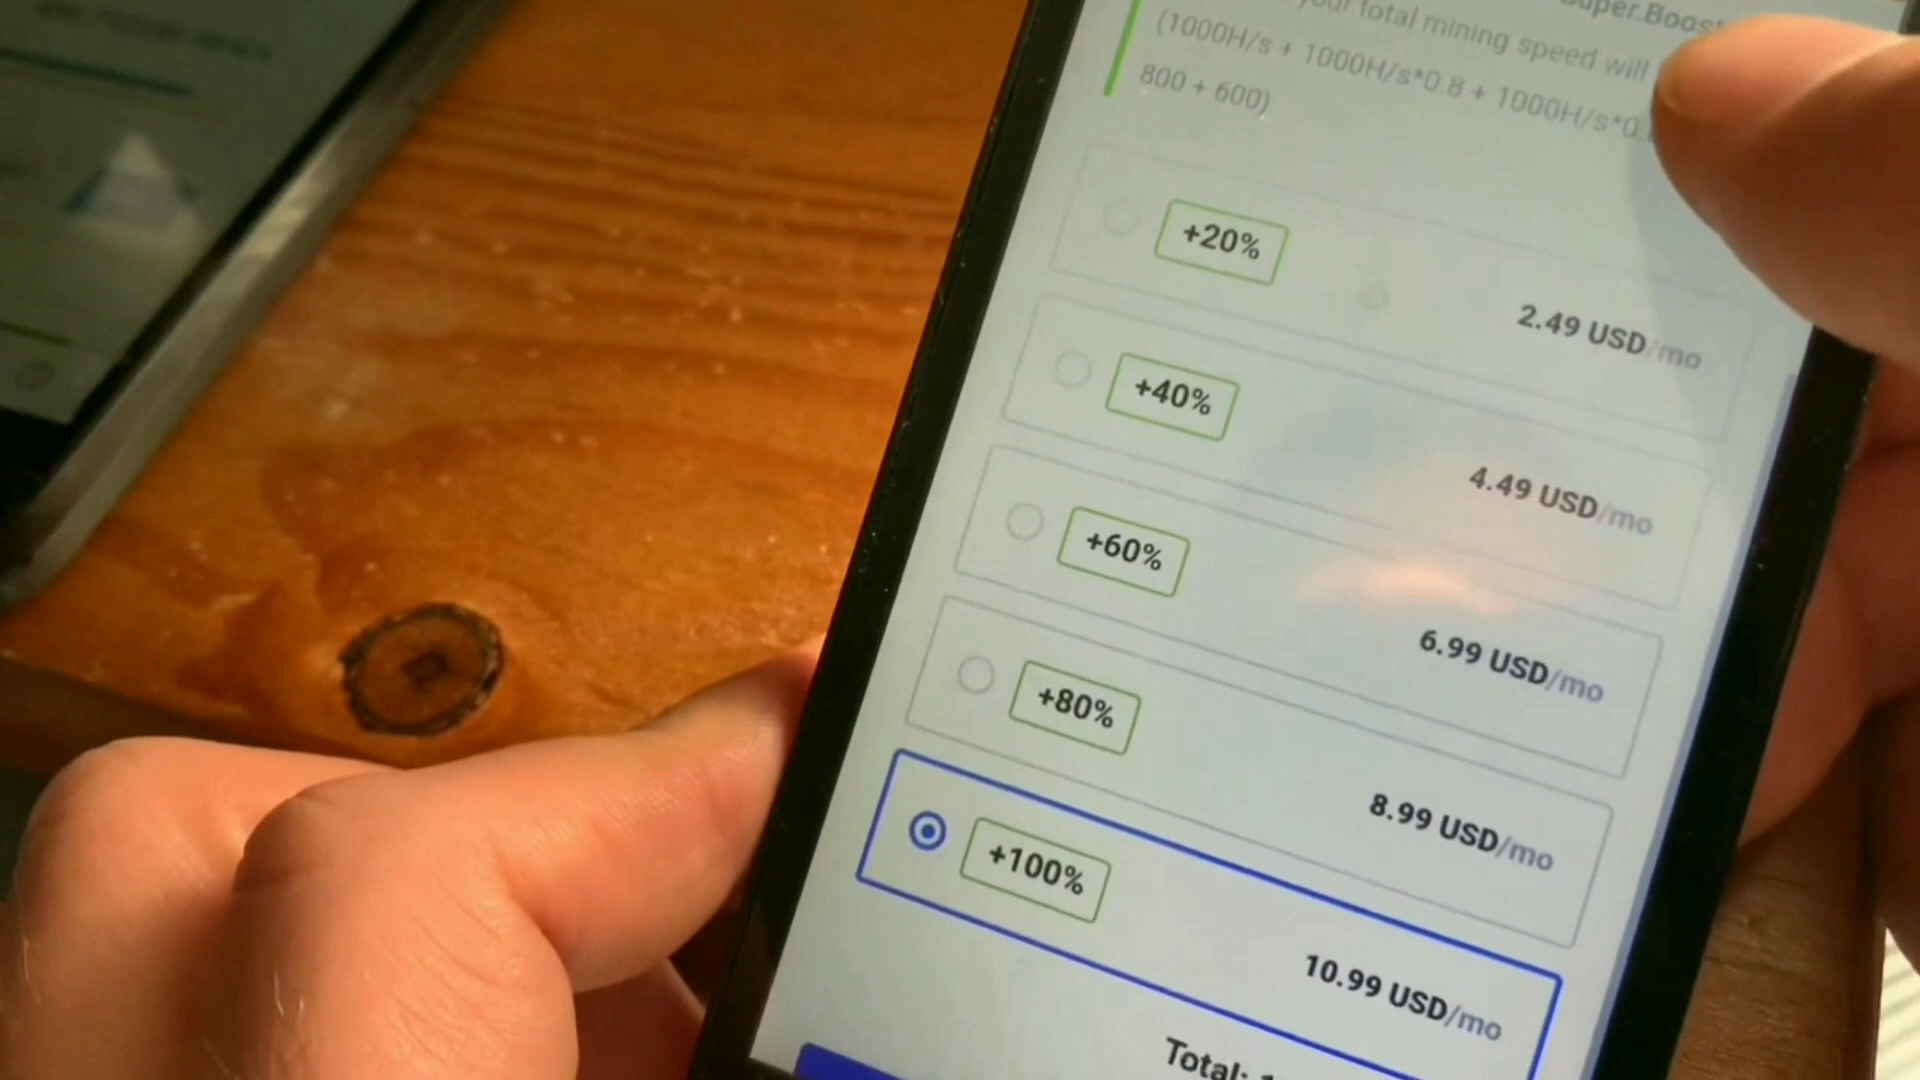 your total mining speed will
(1000H/s + 1000H/s*0.8 + 1000H/s*0.
800 + 600)
+20%
2.49 USD/mo
+40%
4.49 USD/mo
+60%
6.99 USD/mo
+80%
8.99 USD/mo
+100%
10.99 USD/mo
Total: